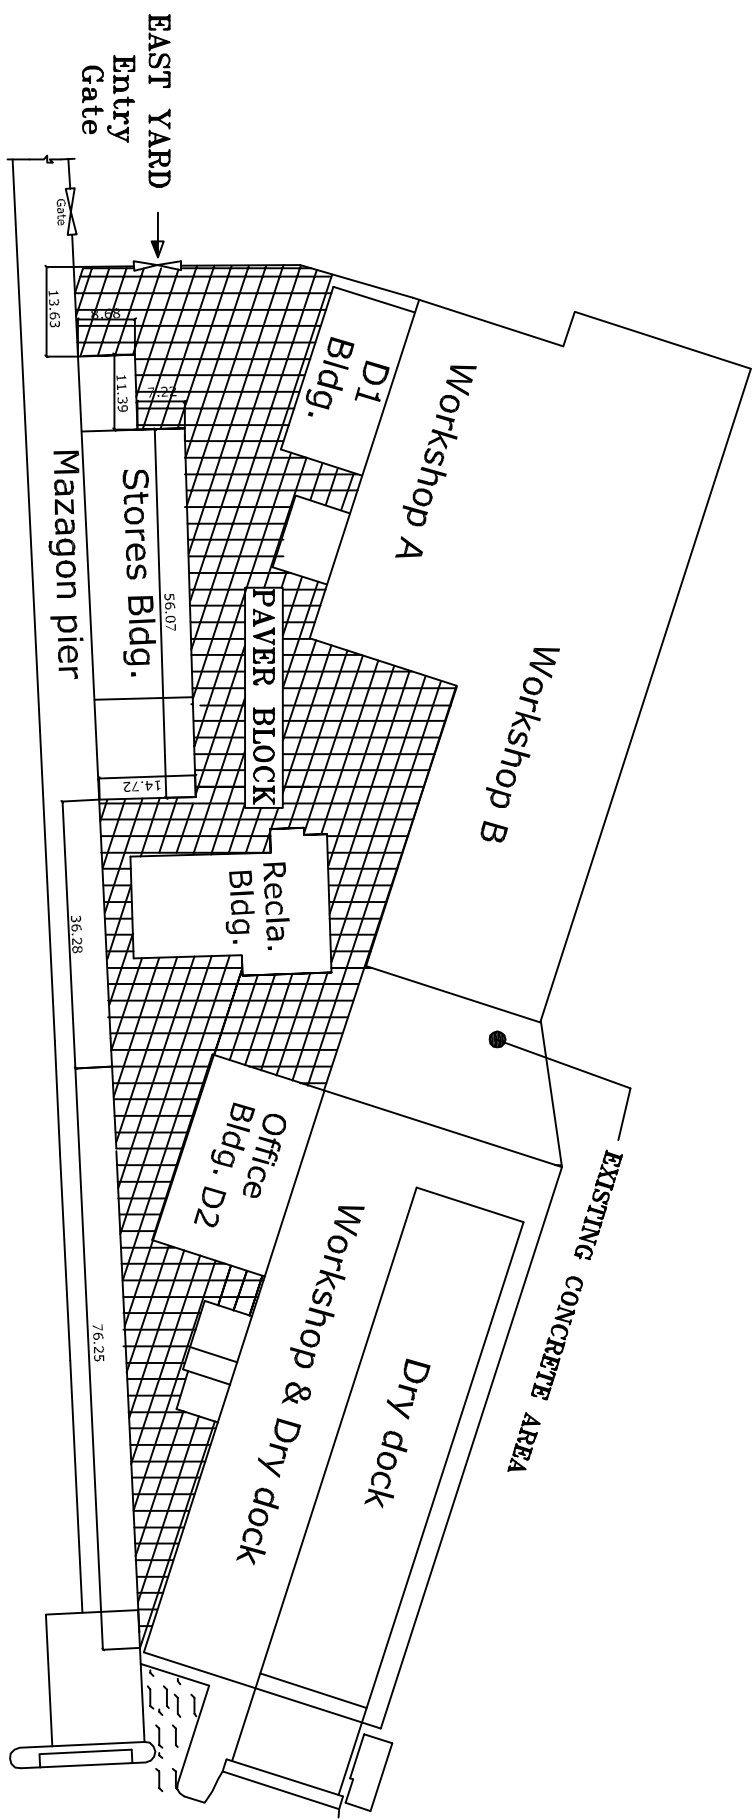 EAST YARD
Entry
Gate
Gate
13.63
8.68
11.39
7.22
D1
Bldg.
Workshop A
Mazagon pier
Stores Bldg.
56.07
14.72
PAVER BLOCK
Workshop B
Recla.
Bldg.
36.28
Office
Bldg. D2
EXISTING CONCRETE AREA
Workshop & Dry dock
Dry dock
76.25